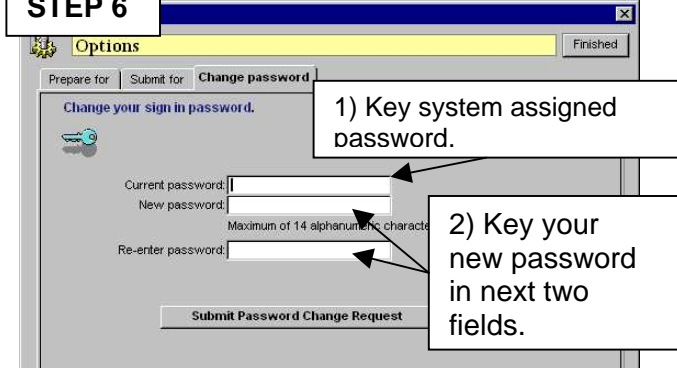 STEP 6
Options
Finished
Prepare for Submit for Change password
Change your sign in password.
1) Key system assigned
password.
Current password:
New password:
Maximum of 14 alphanumeric
Re-enter password:
2) Key your
new password
in next two
fields.
Submit Password Change Request